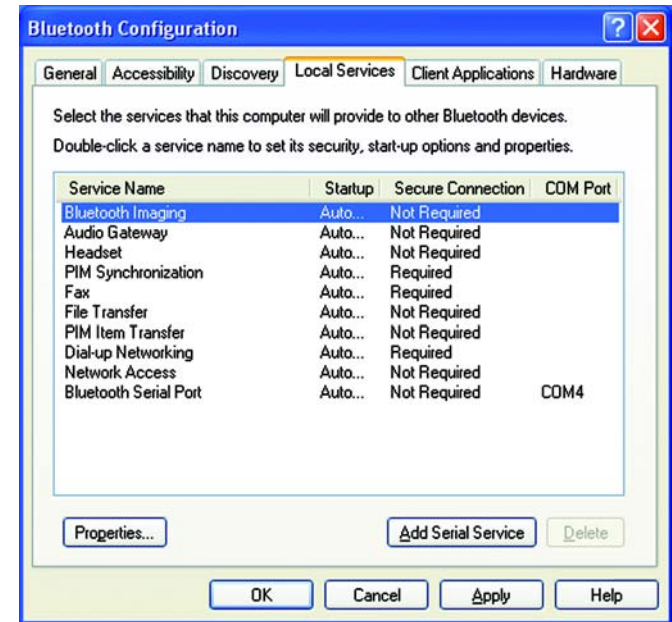 Bluetooth Configuration
General Accessibility Discovery Local Services Client Applications Hardware
Select the services that this computer will provide to other Bluetooth devices.
Double-click a service name to set its security, start-up options and properties.
Service Name Startup Secure Connection COM Port
Bluetooth Imaging Auto... Not Required
Audio Gateway Auto... Not Required
Headset Auto... Not Required
PIM Synchronization Auto... Required
Fax Auto... Required
File Transfer Auto... Not Required
PIM Item Transfer Auto... Not Required
Dial-up Networking Auto... Required
Network Access Auto... Not Required
Bluetooth Serial Port Auto... Not Required COM4
Properties... Add Serial Service Delete
OK Cancel Apply Help